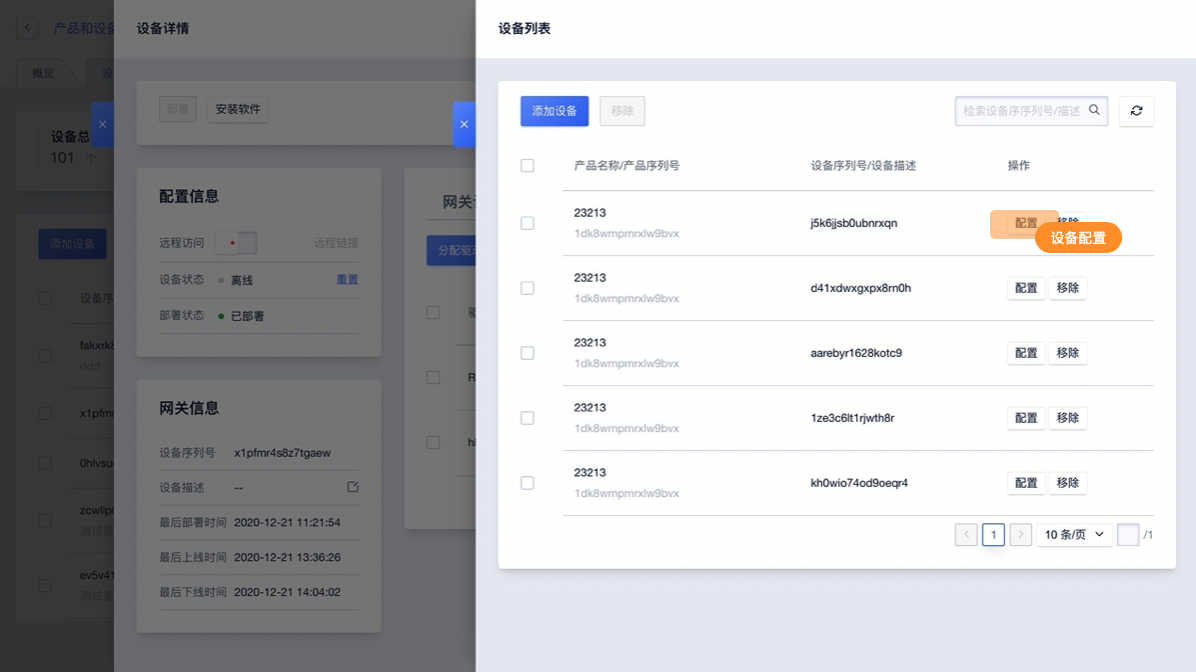 产品和设备
概览
设备总
101 个
添加设备
设备序
fakxrk
ddd
x1pfmr
0hlvsu
zcwllp
测试重
ev5v41
测试重
设备详情
部署
安装软件
配置信息
远程访问
远程链接
设备状态
离线
重置
部署状态
已部署
网关信息
设备序列号 x1pfmr4s8z7tgaew
设备描述 --
最后部署时间 2020-12-21 11:21:54
最后上线时间 2020-12-21 13:36:26
最后下线时间 2020-12-21 14:04:02
网关
分配驱
设备列表
添加设备
移除
检索设备序序列号/描述
产品名称/产品序列号 设备序列号/设备描述 操作
23213
1dk8wmpmrxlw9bvx
j5k6jjsb0ubnrxqn
配置 移除
设备配置
23213
1dk8wmpmrxlw9bvx
d41xdwxgxpx8rn0h
配置 移除
23213
1dk8wmpmrxlw9bvx
aarebyr1628kotc9
配置 移除
23213
1dk8wmpmrxlw9bvx
1ze3c6lt1rjwth8r
配置 移除
23213
1dk8wmpmrxlw9bvx
kh0wio74od9oeqr4
配置 移除
1
10 条/页
/1